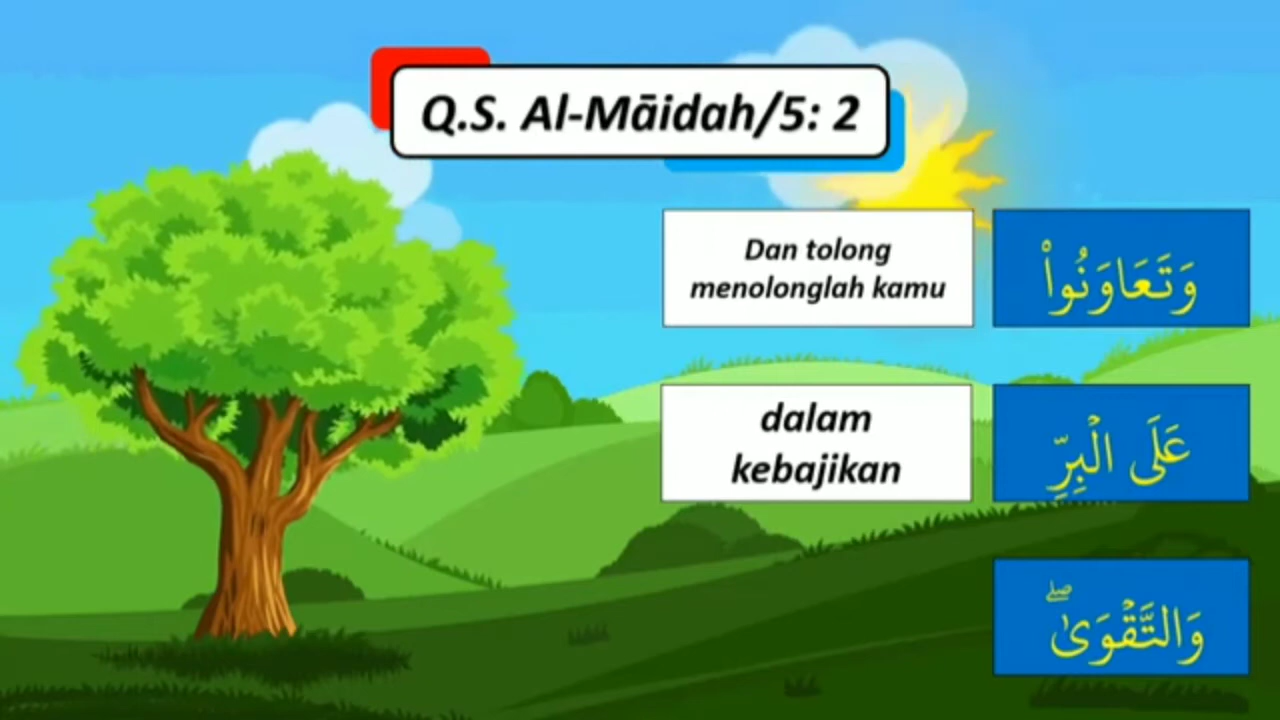 Q.S. Al-Māidah/5: 2
Dan tolong
menolonglah kamu
وَتَعَاوَنُوا۟
dalam
kebajikan
عَلَى الْبِرِّ
وَالتَّقْوَىٰ ۖ